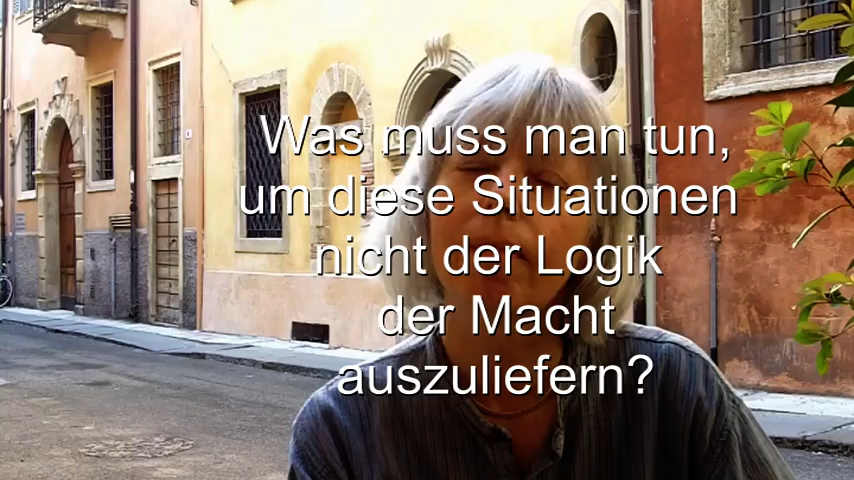 Was muss man tun,
um diese Situationen
nicht der Logik
der Macht
auszuliefern?